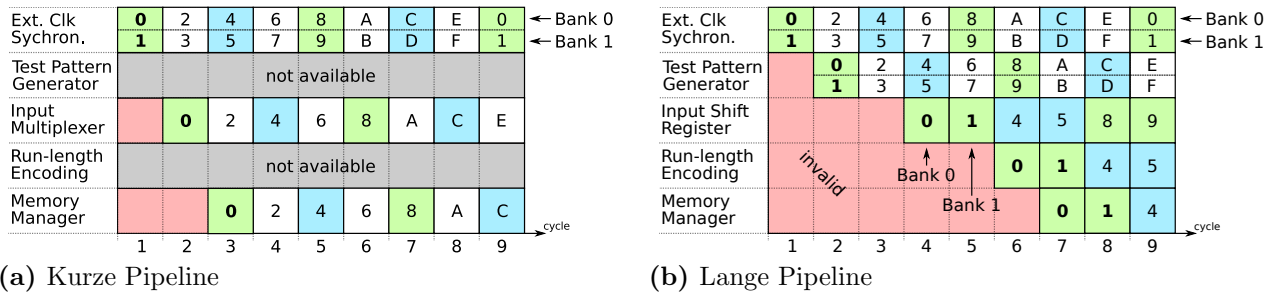 Ext. Clk
Sychron.
0 2 4 6 8 A C E 0
1 3 5 7 9 B D F 1
Bank 0
Bank 1
Test Pattern
Generator
not available
Input
Multiplexer
0 2 4 6 8 A C E
Run-length
Encoding
not available
Memory
Manager
0 2 4 6 8 A C
cycle
1 2 3 4 5 6 7 8 9
(a) Kurze Pipeline
Ext. Clk
Sychron.
0 2 4 6 8 A C E 0
1 3 5 7 9 B D F 1
Bank 0
Bank 1
Test Pattern
Generator
0 2 4 6 8 A C E
1 3 5 7 9 B D F
Input Shift
Register
0 1 4 5 8 9
Run-length
Encoding
invalid
Bank 0
0 1 4 5
Memory
Manager
Bank 1
0 1 4
cycle
1 2 3 4 5 6 7 8 9
(b) Lange Pipeline